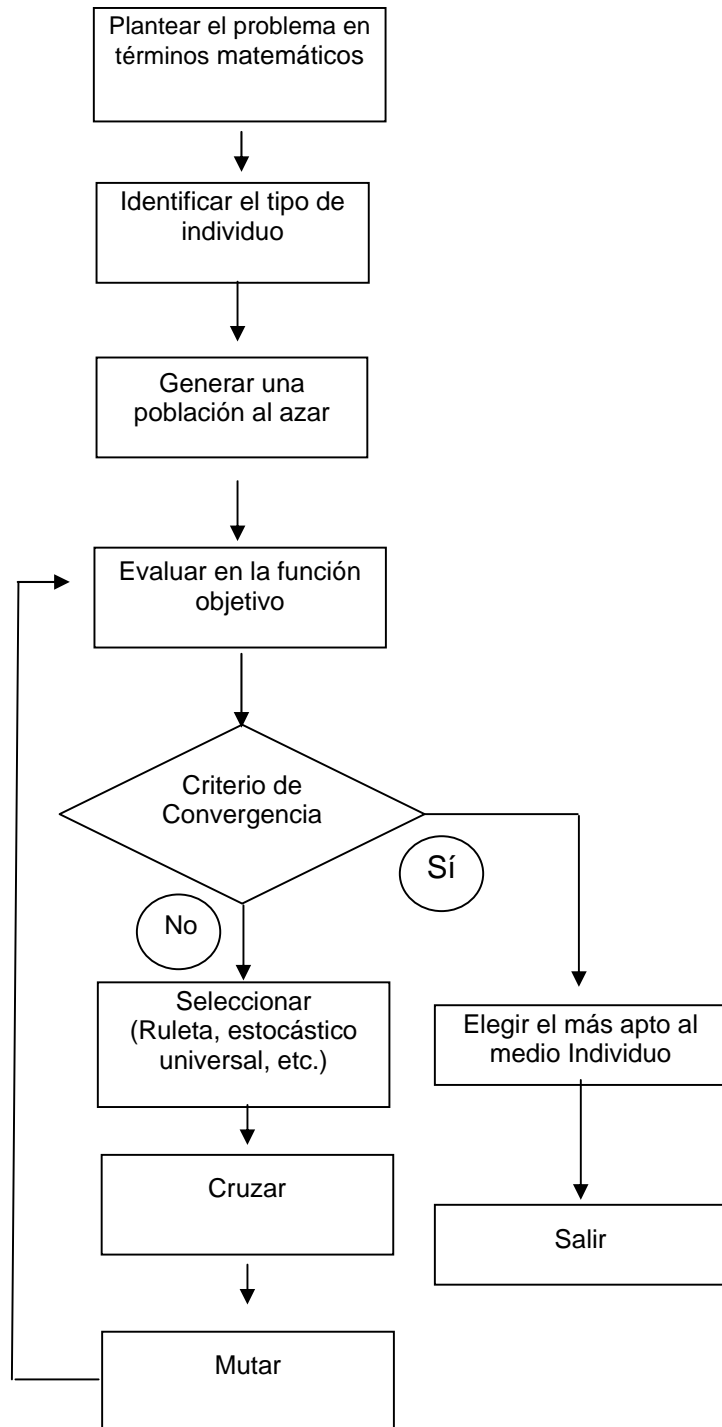 Plantear el problema en
términos matemáticos
Identificar el tipo de
individuo
Generar una
población al azar
Evaluar en la función
objetivo
Criterio de
Convergencia
Sí
No
Seleccionar
(Ruleta, estocástico
universal, etc.)
Elegir el más apto al
medio Individuo
Cruzar
Salir
Mutar